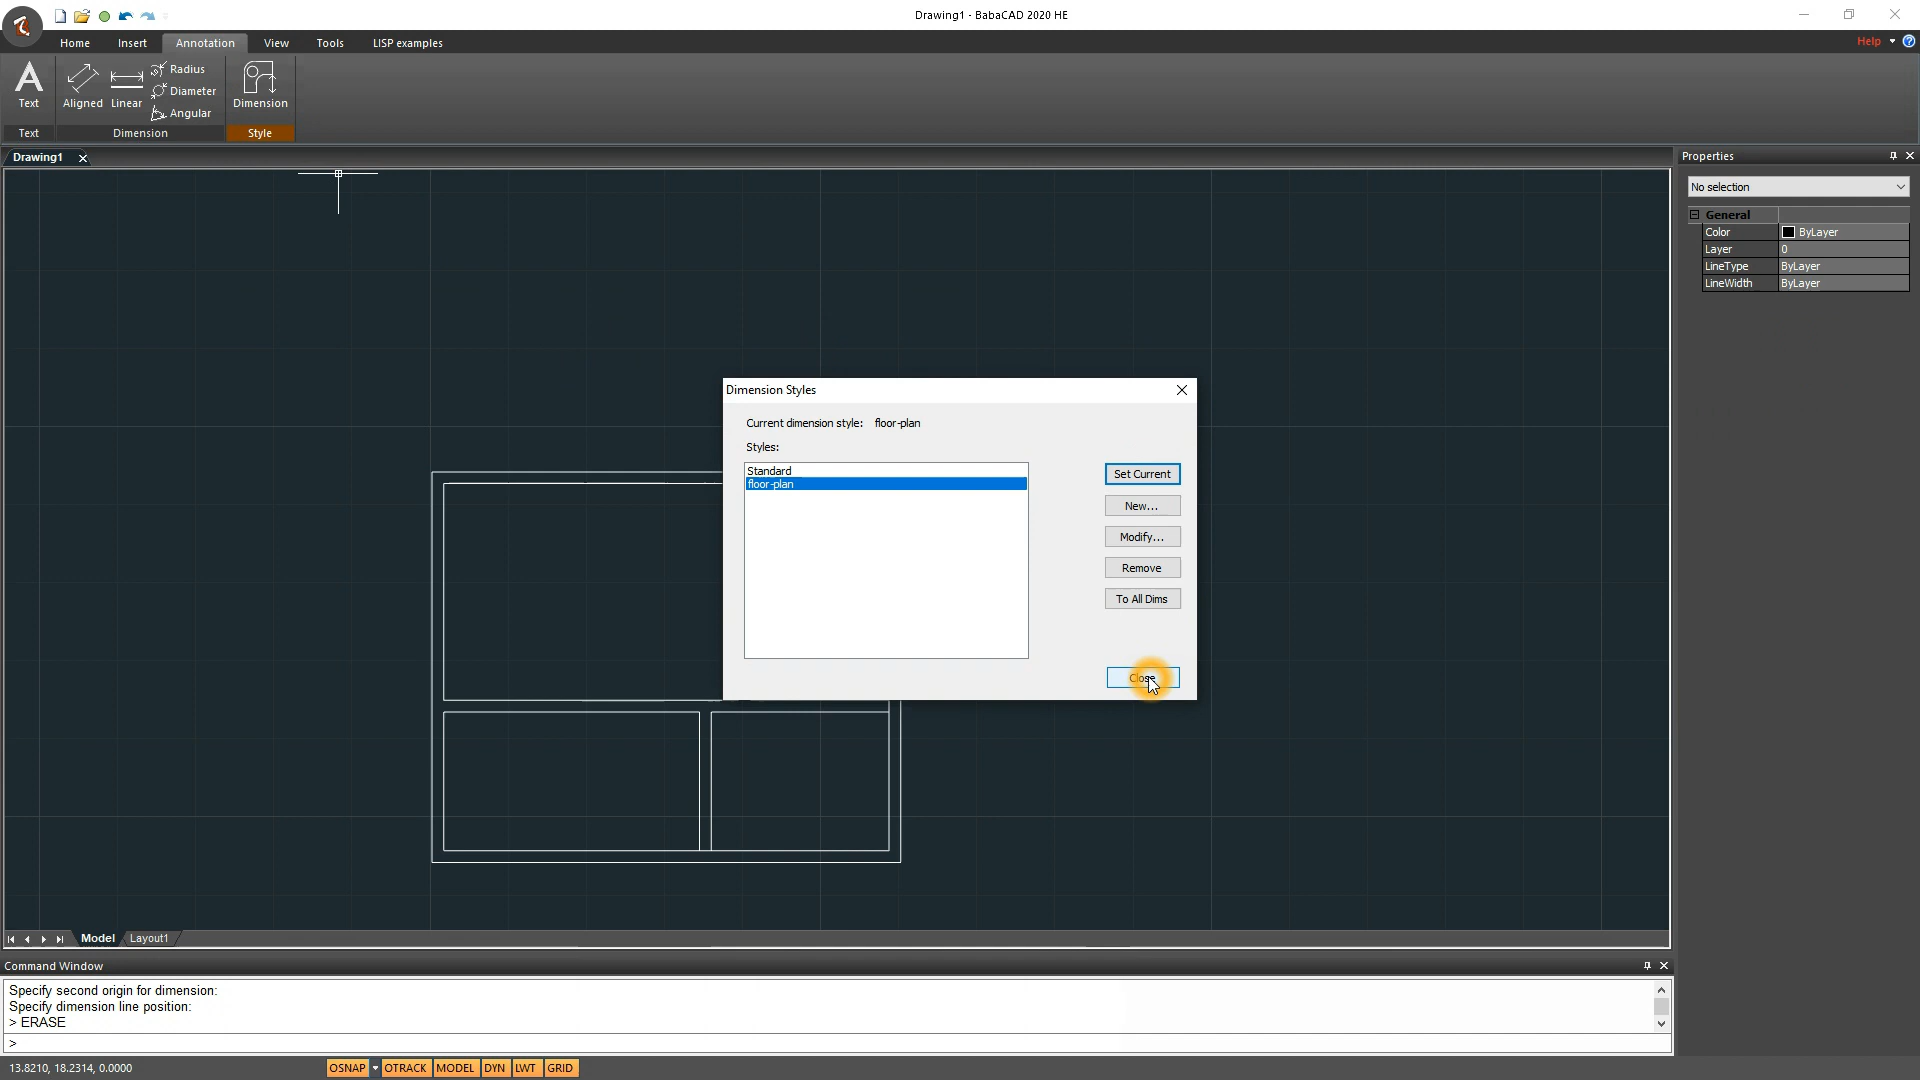 Drawing1 - BabaCAD 2020 HE
Home
Insert
Annotation
View
Tools
LISP examples
Help
Text
Aligned
Linear
Radius
Diameter
Angular
Dimension
Text
Dimension
Style
Drawing1
Properties
No selection
General
Color ByLayer
Layer 0
LineType ByLayer
LineWidth ByLayer
Dimension Styles
Current dimension style: floor-plan
Styles:
Standard
floor-plan
Set Current
New...
Modify...
Remove
To All Dims
Close
Model
Layout1
Command Window
Specify second origin for dimension:
Specify dimension line position:
> ERASE
>
13.8210, 18.2314, 0.0000
OSNAP
OTRACK
MODEL
DYN
LWT
GRID